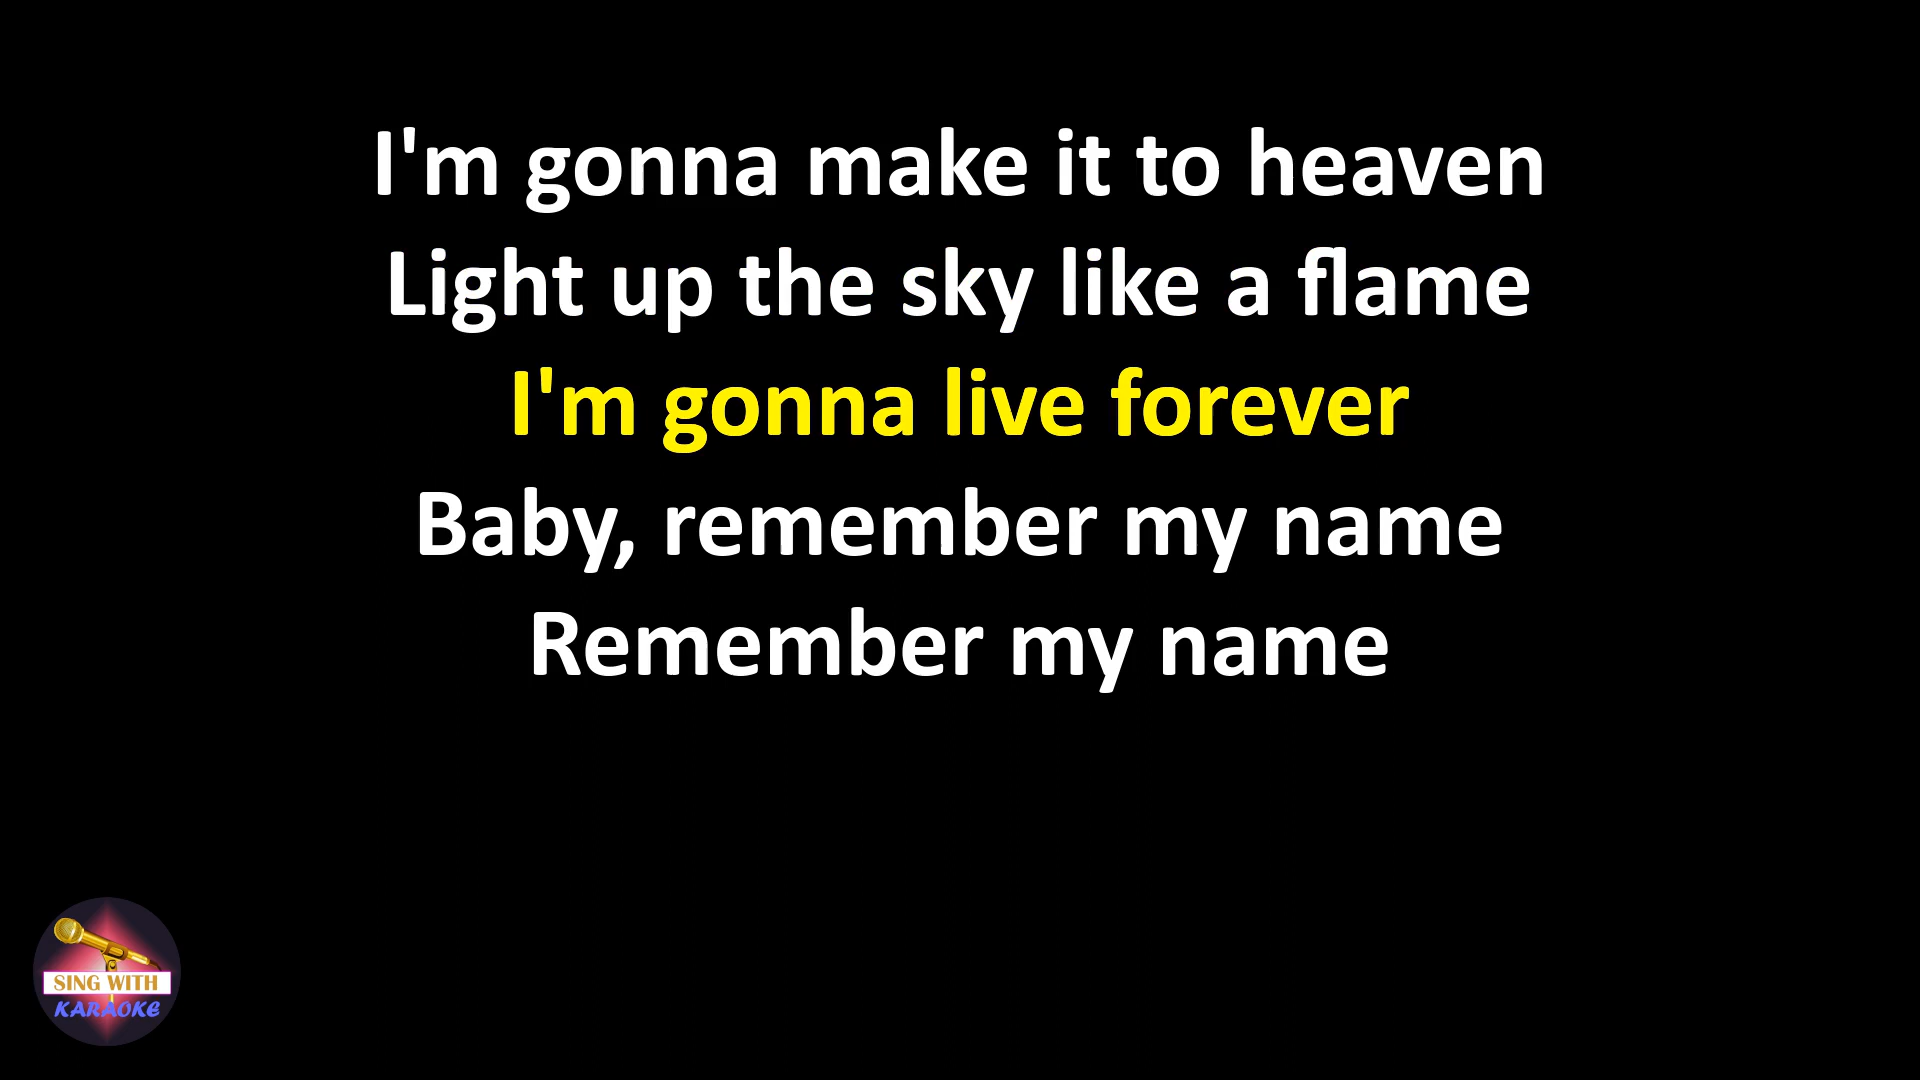 I'm gonna make it to heaven
Light up the sky like a flame
I'm gonna live forever
Baby, remember my name
Remember my name
SING WITH
KARAOKE